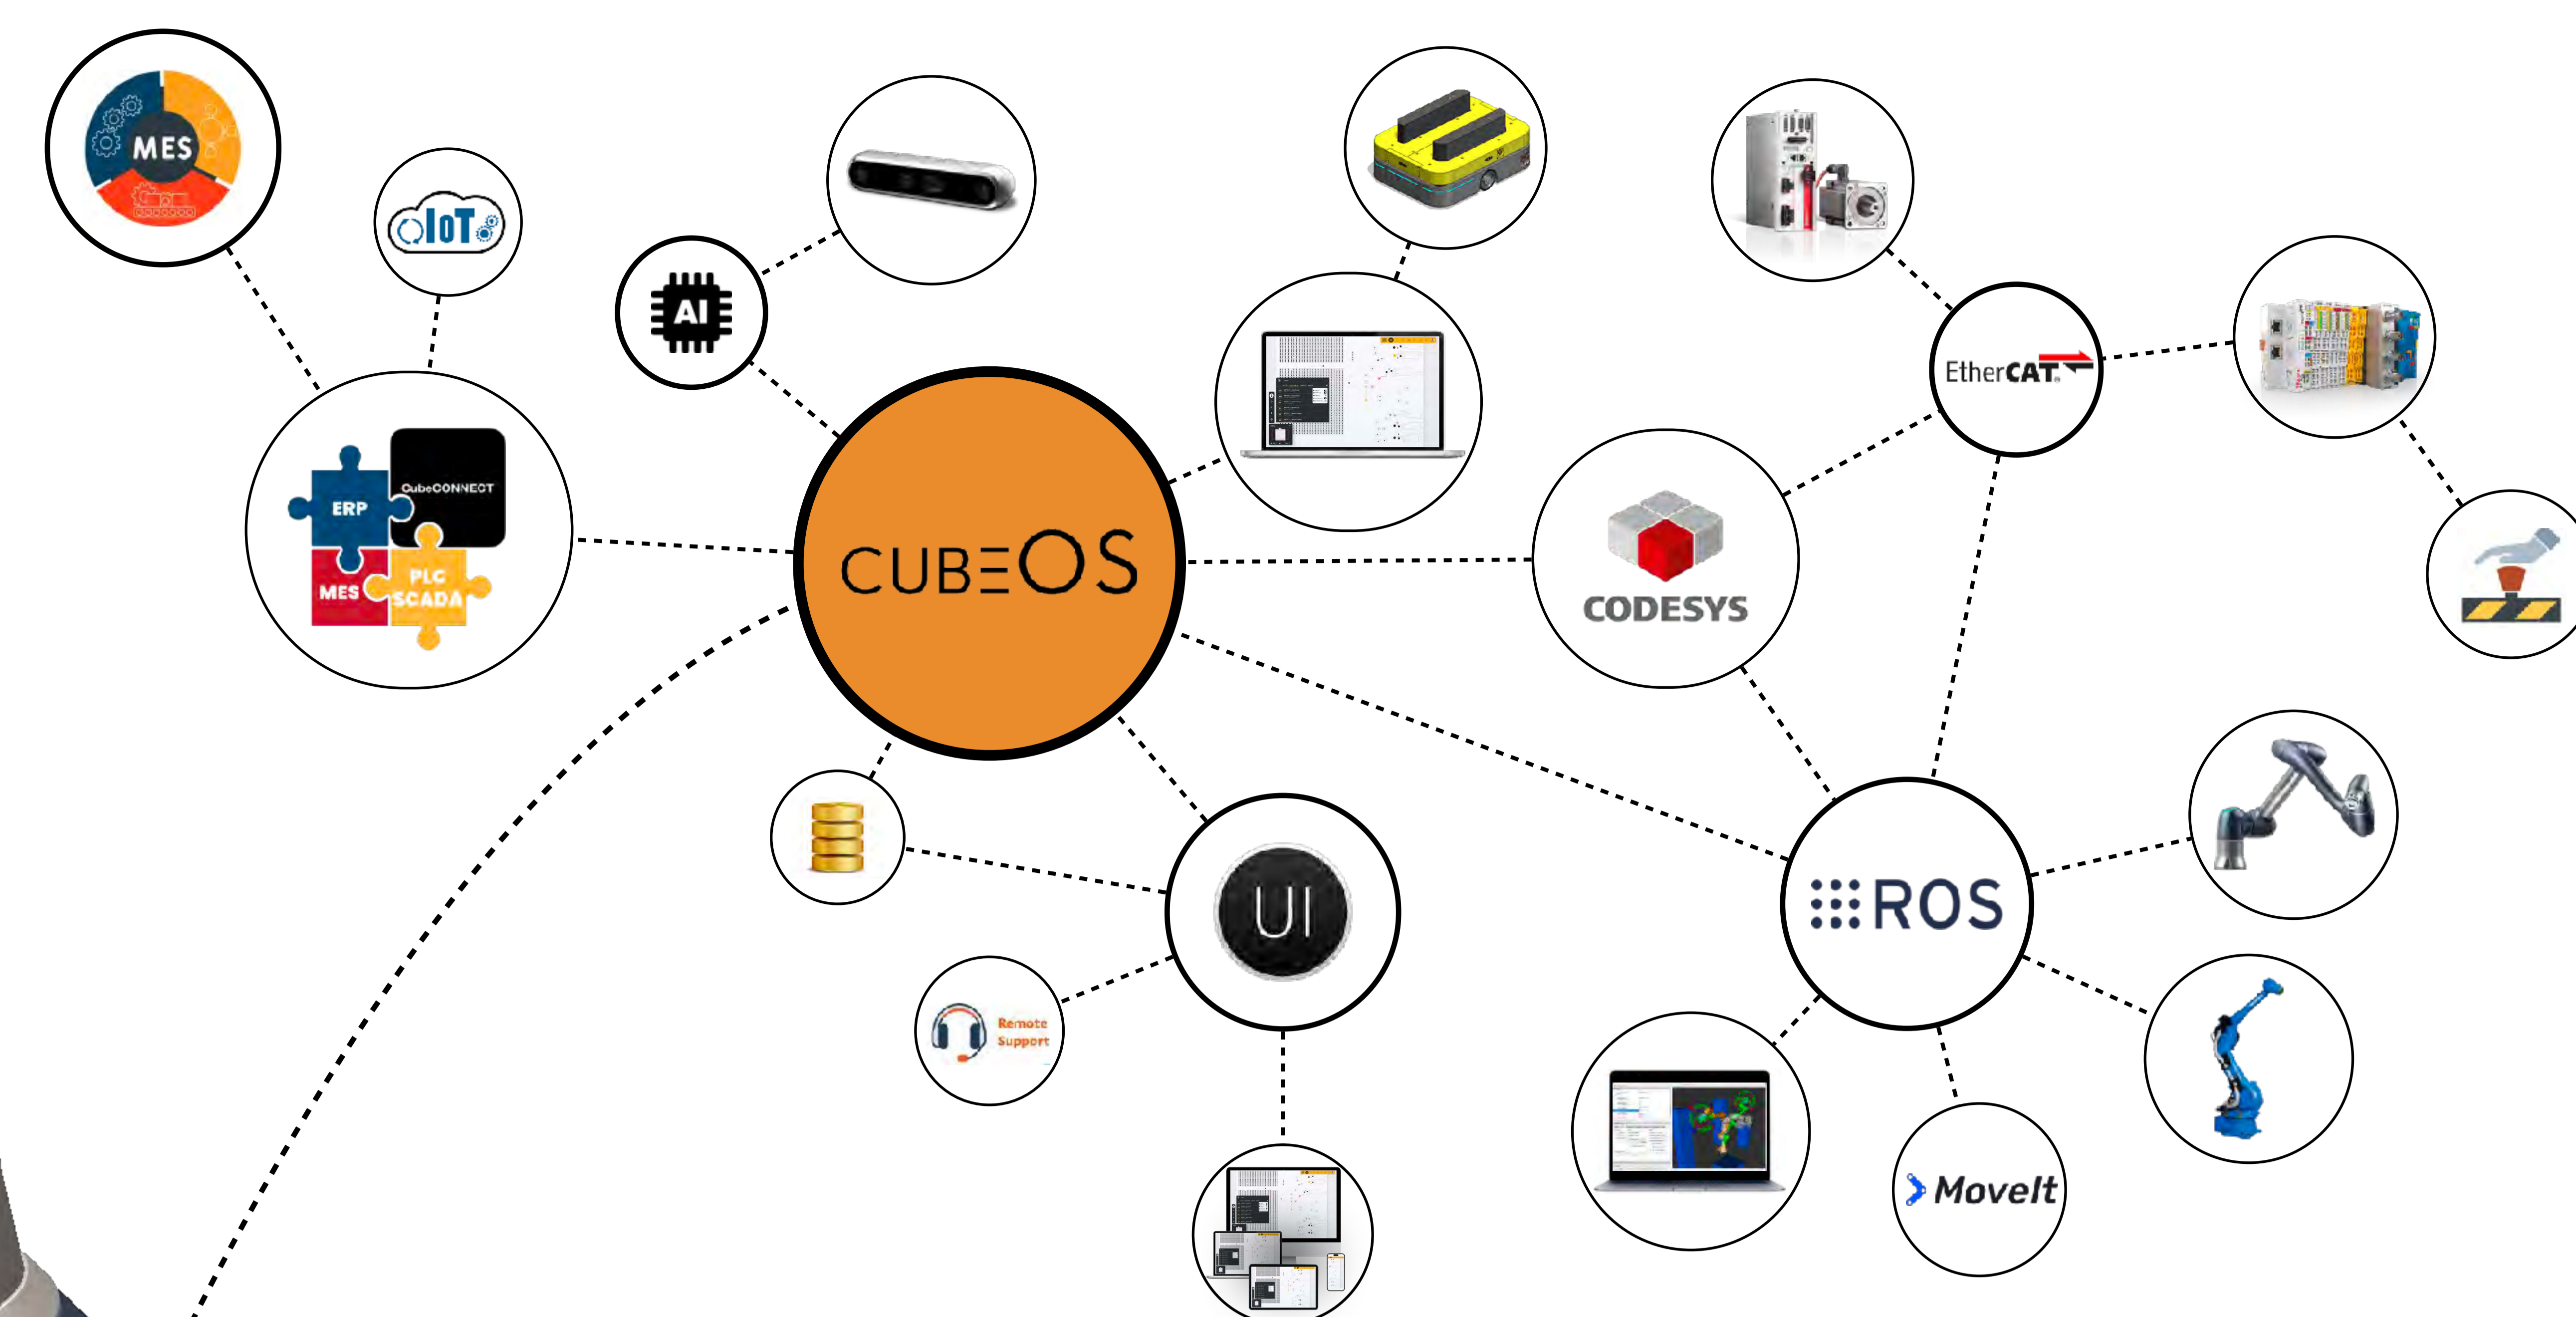 MES
IoT
AI
EtherCAT®
CubeCONNECT
ERP
MES
PLC
SCADA
CUBEOS
CODESYS
UI
ROS
Remote
Support
MoveIt